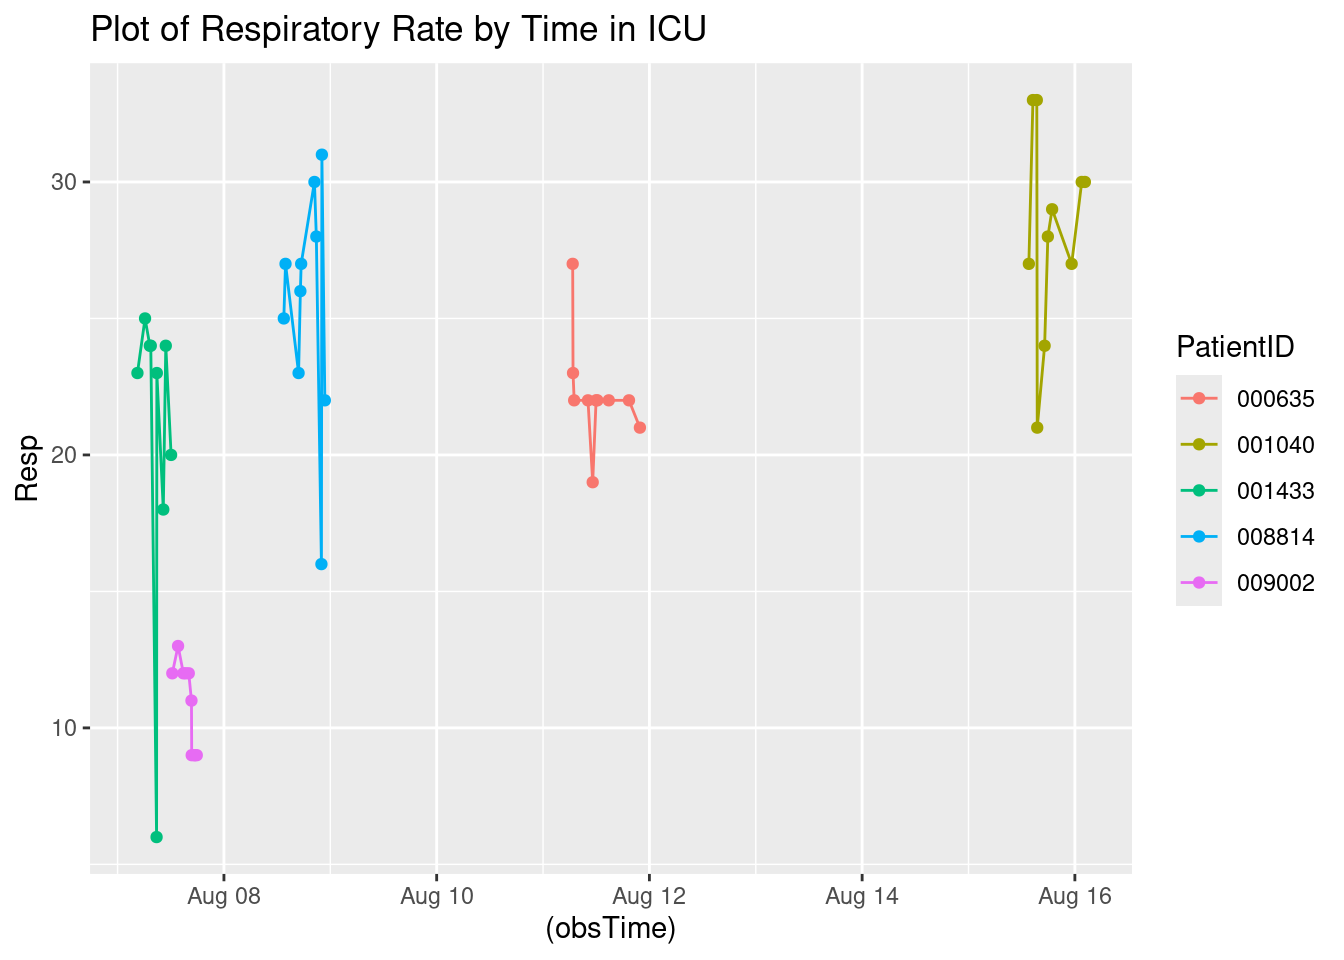 Plot of Respiratory Rate by Time in ICU
Resp
30
20
10
Aug 08
Aug 10
Aug 12
Aug 14
Aug 16
(obsTime)
PatientID
000635
001040
001433
008814
009002